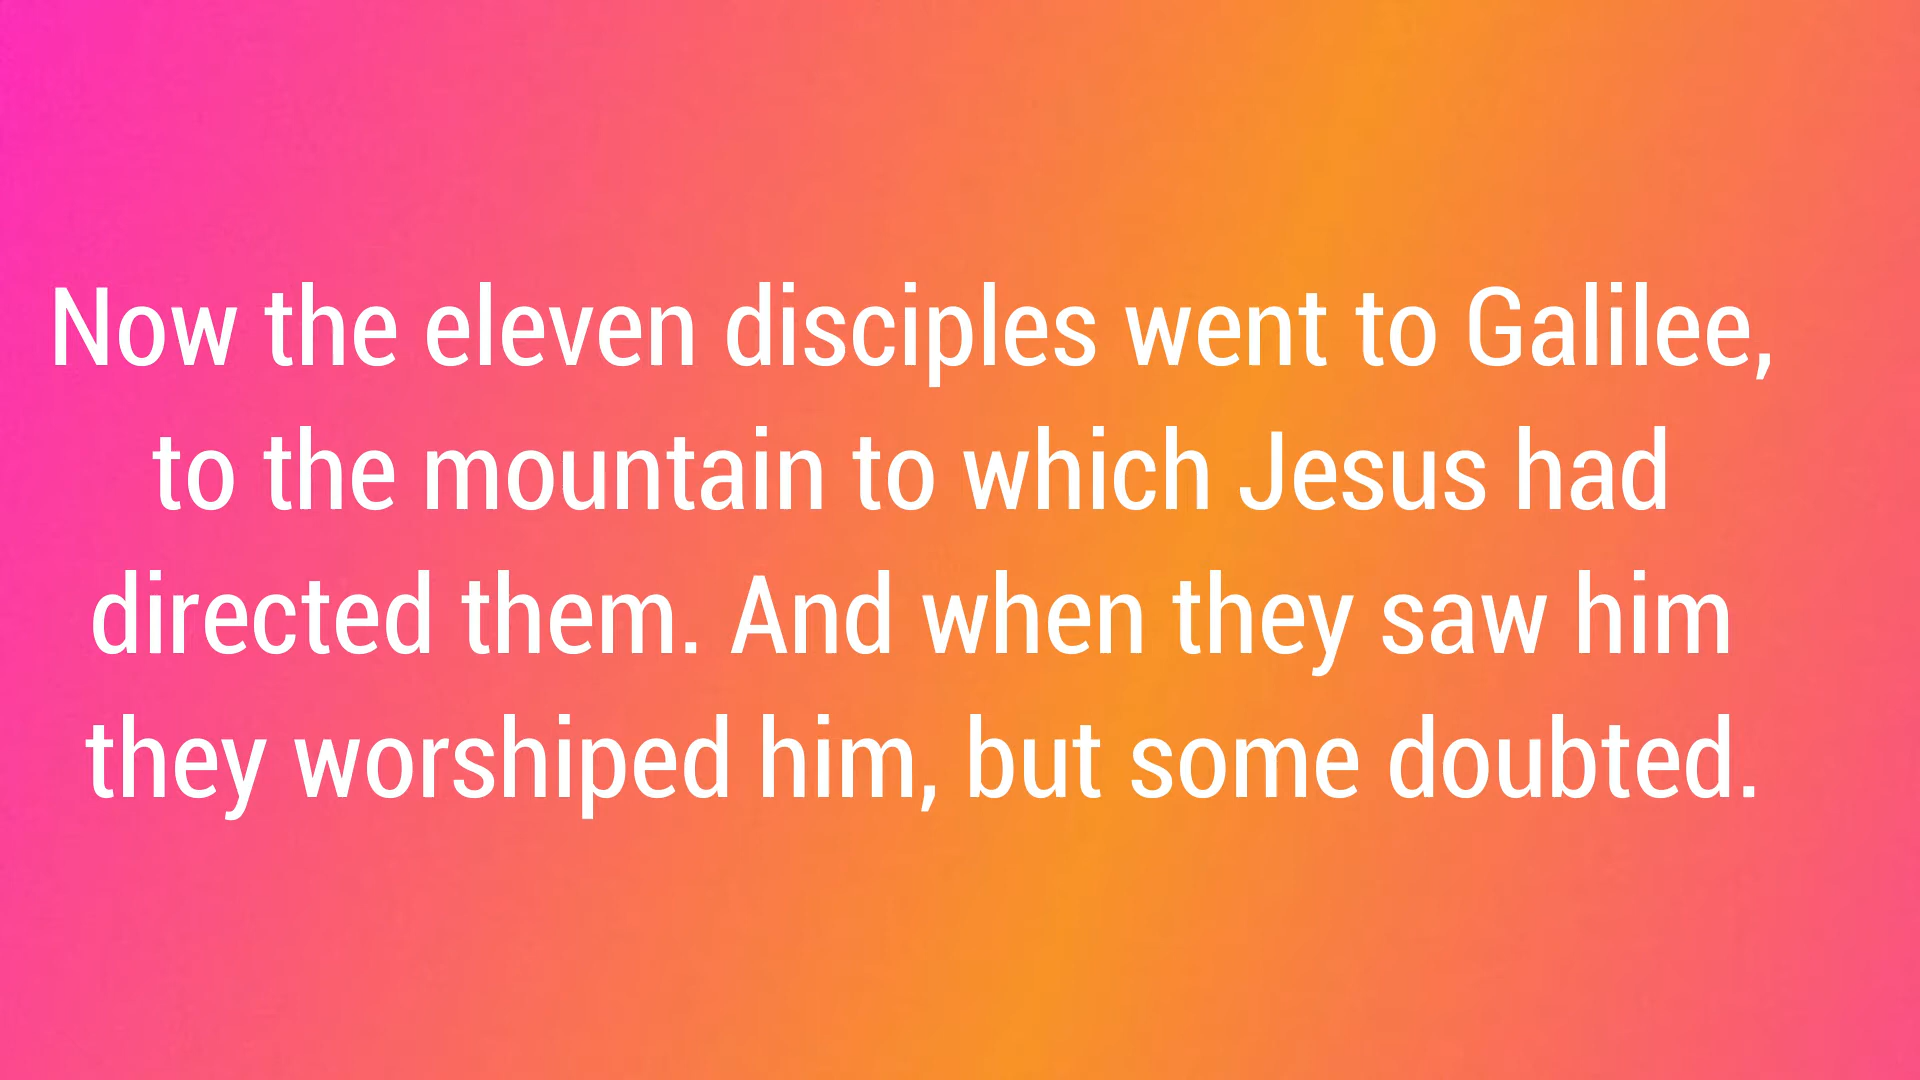 Now the eleven disciples went to Galilee,
to the mountain to which Jesus had
directed them. And when they saw him
they worshiped him, but some doubted.